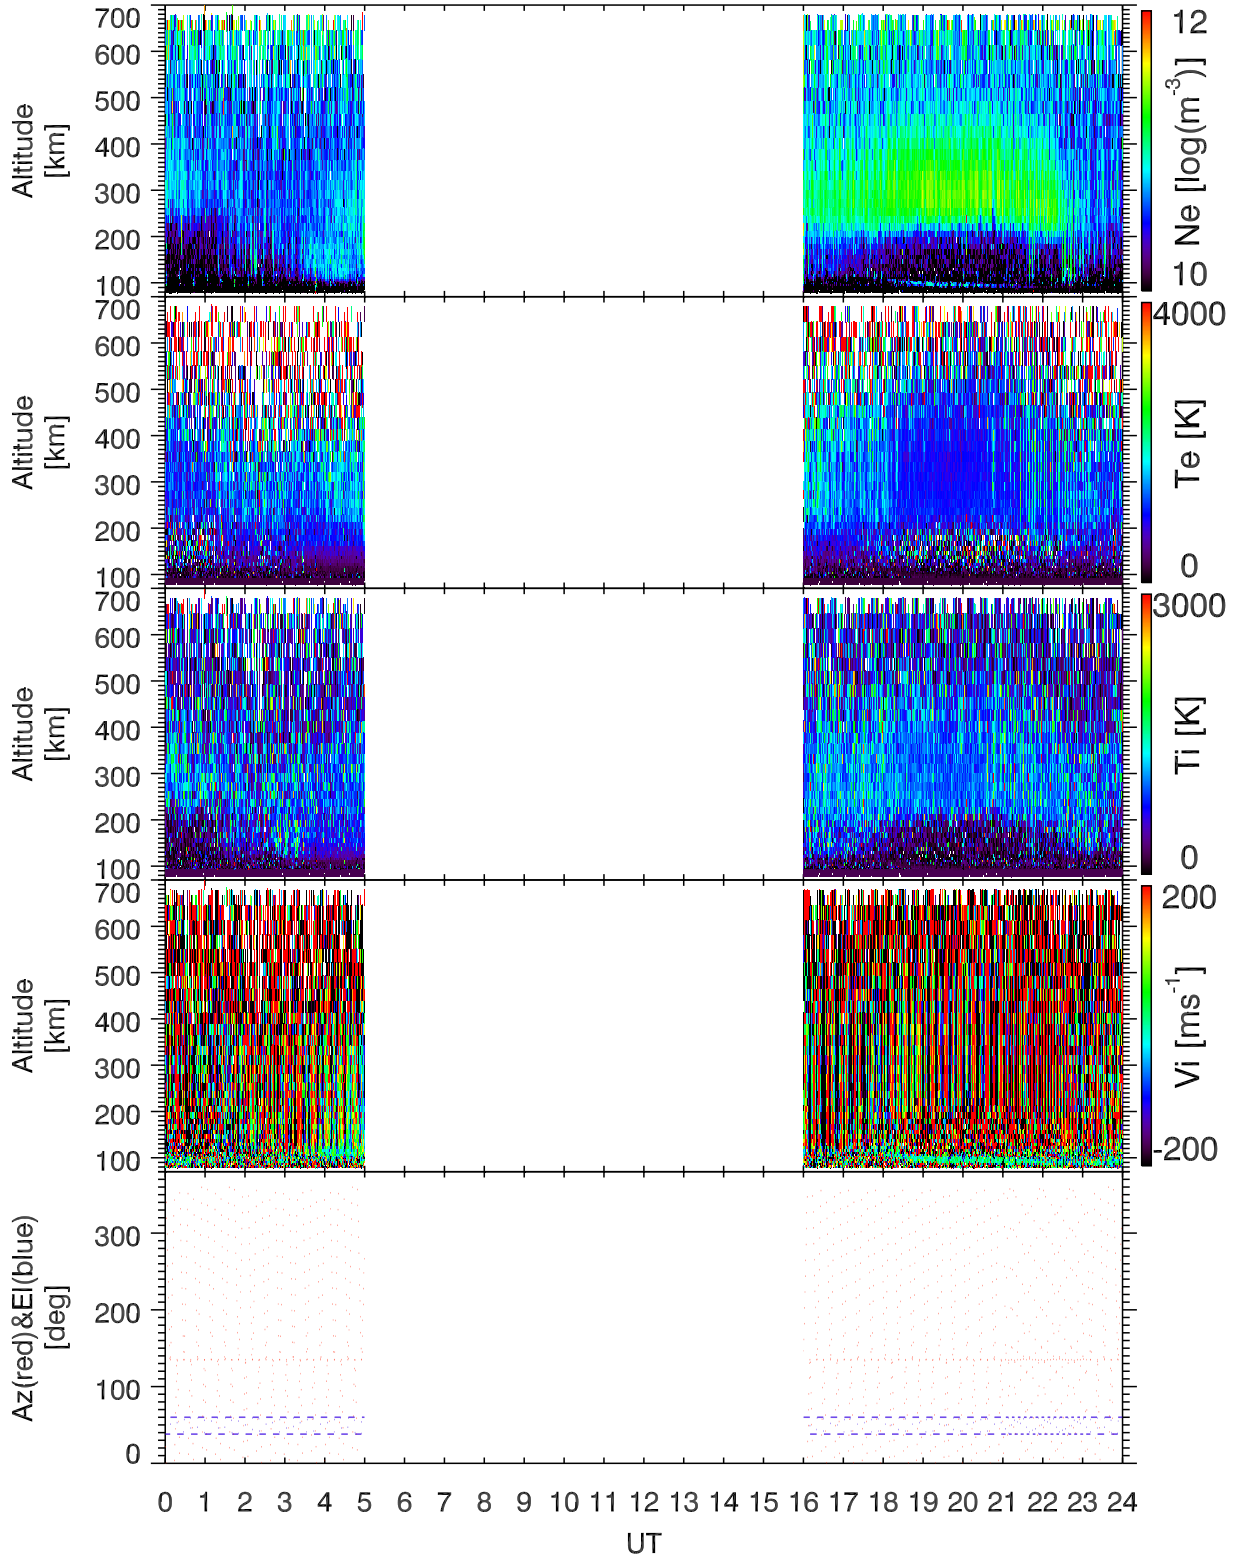 700
600
500
400
300
200
100
Altitude
[km]
12
10
Ne [log(m⁻³)]
700
600
500
400
300
200
100
Altitude
[km]
4000
0
Te [K]
700
600
500
400
300
200
100
Altitude
[km]
3000
0
Ti [K]
700
600
500
400
300
200
100
Altitude
[km]
200
-200
Vi [ms⁻¹]
300
200
100
0
Az(red)&El(blue)
[deg]
0 1 2 3 4 5 6 7 8 9 10 11 12 13 14 15 16 17 18 19 20 21 22 23 24
UT